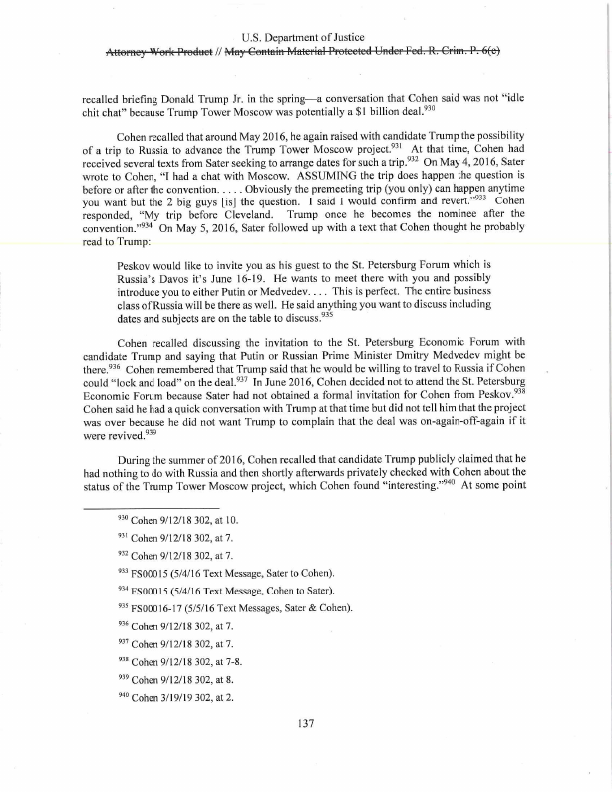 U.S. Department of Justice
Attorney Work Product // May Contain Material Protected Under Fed. R. Crim. P. 6(e)
recalled briefing Donald Trump Jr. in the spring—a conversation that Cohen said was not “idle
chit chat” because Trump Tower Moscow was potentially a $1 billion deal.930
Cohen recalled that around May 2016, he again raised with candidate Trump the possibility
of a trip to Russia to advance the Trump Tower Moscow project.931 At that time, Cohen had
received several texts from Sater seeking to arrange dates for such a trip.932 On May 4, 2016, Sater
wrote to Cohen, “I had a chat with Moscow. ASSUMING the trip does happen the question is
before or after the convention. . . . . Obviously the premeeting trip (you only) can happen anytime
you want but the 2 big guys [is] the question. I said I would confirm and revert.”933 Cohen
responded, “My trip before Cleveland. Trump once he becomes the nominee after the
convention.”934 On May 5, 2016, Sater followed up with a text that Cohen thought he probably
read to Trump:
Peskov would like to invite you as his guest to the St. Petersburg Forum which is
Russia’s Davos it’s June 16-19. He wants to meet there with you and possibly
introduce you to either Putin or Medvedev. . . . This is perfect. The entire business
class of Russia will be there as well. He said anything you want to discuss including
dates and subjects are on the table to discuss.935
Cohen recalled discussing the invitation to the St. Petersburg Economic Forum with
candidate Trump and saying that Putin or Russian Prime Minister Dmitry Medvedev might be
there.936 Cohen remembered that Trump said that he would be willing to travel to Russia if Cohen
could “lock and load” on the deal.937 In June 2016, Cohen decided not to attend the St. Petersburg
Economic Forum because Sater had not obtained a formal invitation for Cohen from Peskov.938
Cohen said he had a quick conversation with Trump at that time but did not tell him that the project
was over because he did not want Trump to complain that the deal was on-again-off-again if it
were revived.939
During the summer of 2016, Cohen recalled that candidate Trump publicly claimed that he
had nothing to do with Russia and then shortly afterwards privately checked with Cohen about the
status of the Trump Tower Moscow project, which Cohen found “interesting.”940 At some point
930 Cohen 9/12/18 302, at 10.
931 Cohen 9/12/18 302, at 7.
932 Cohen 9/12/18 302, at 7.
933 FS00015 (5/4/16 Text Message, Sater to Cohen).
934 FS00015 (5/4/16 Text Message, Cohen to Sater).
935 FS00016-17 (5/5/16 Text Messages, Sater & Cohen).
936 Cohen 9/12/18 302, at 7.
937 Cohen 9/12/18 302, at 7.
938 Cohen 9/12/18 302, at 7-8.
939 Cohen 9/12/18 302, at 8.
940 Cohen 3/19/19 302, at 2.
137